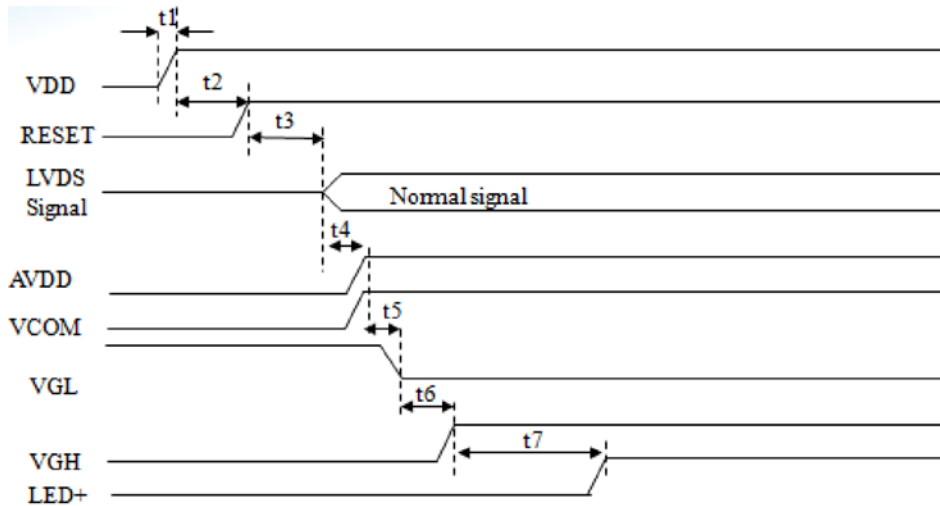 t1
VDD
t2
RESET
t3
LVDS
Signal
Normal signal
t4
AVDD
t5
VCOM
VGL
t6
t7
VGH
LED+